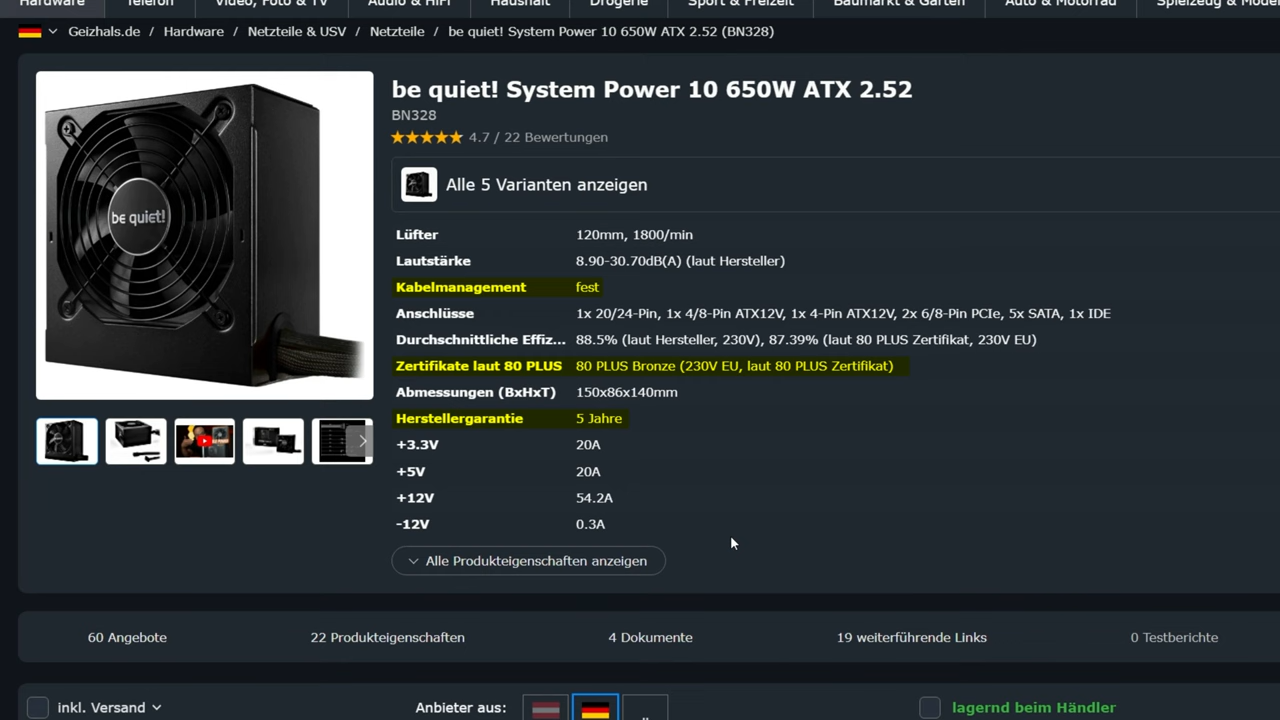 Hardware Telefon Video, Foto & TV Audio & HiFi Haushalt Drogerie Sport & Freizeit Baumarkt & Garten Auto & Motorrad Spielzeug &
Geizhals.de / Hardware / Netzteile & USV / Netzteile / be quiet! System Power 10 650W ATX 2.52 (BN328)
be quiet! System Power 10 650W ATX 2.52
BN328
4.7 / 22 Bewertungen
Alle 5 Varianten anzeigen
be quiet!
Lüfter 120mm, 1800/min
Lautstärke 8.90-30.70dB(A) (laut Hersteller)
Kabelmanagement fest
Anschlüsse 1x 20/24-Pin, 1x 4/8-Pin ATX12V, 1x 4-Pin ATX12V, 2x 6/8-Pin PCIe, 5x SATA, 1x IDE
Durchschnittliche Effiz... 88.5% (laut Hersteller, 230V), 87.39% (laut 80 PLUS Zertifikat, 230V EU)
Zertifikate laut 80 PLUS 80 PLUS Bronze (230V EU, laut 80 PLUS Zertifikat)
Abmessungen (BxHxT) 150x86x140mm
Herstellergarantie 5 Jahre
+3.3V 20A
+5V 20A
+12V 54.2A
-12V 0.3A
Alle Produkteigenschaften anzeigen
60 Angebote 22 Produkteigenschaften 4 Dokumente 19 weiterführende Links 0 Testberichte
inkl. Versand Anbieter aus: lagernd beim Händler